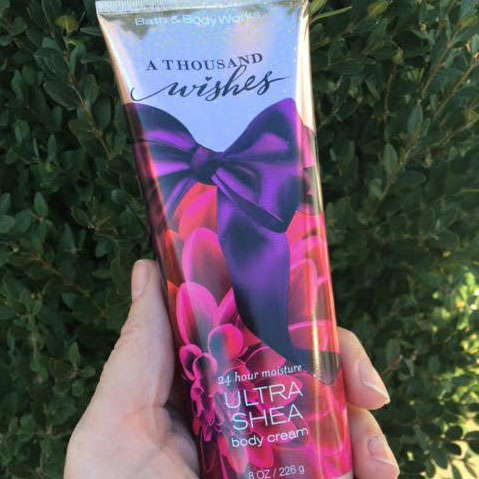 Bath & Body Works
A THOUSAND
wishes
24 hour moisture
ULTRA
SHEA
body cream
8 OZ / 226 g